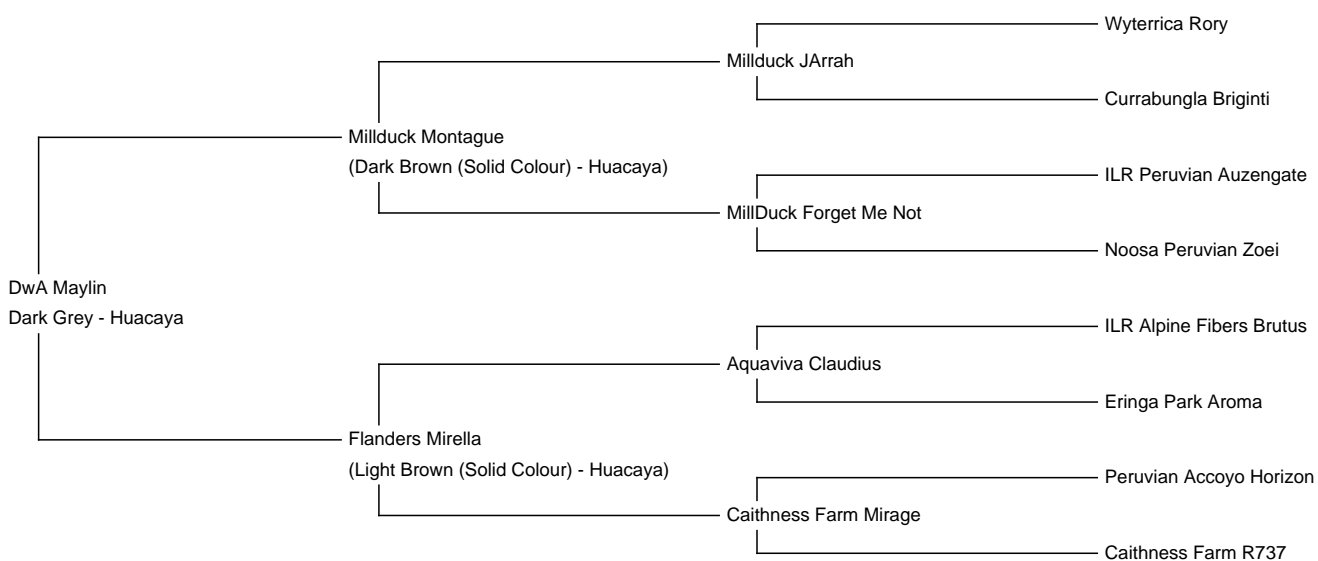 Wyterrica Rory
Millduck JArrah
Currabungla Briginti
Millduck Montague
(Dark Brown (Solid Colour) - Huacaya)
ILR Peruvian Auzengate
MillDuck Forget Me Not
Noosa Peruvian Zoei
DwA Maylin
Dark Grey - Huacaya
ILR Alpine Fibers Brutus
Aquaviva Claudius
Eringa Park Aroma
Flanders Mirella
(Light Brown (Solid Colour) - Huacaya)
Peruvian Accoyo Horizon
Caithness Farm Mirage
Caithness Farm R737